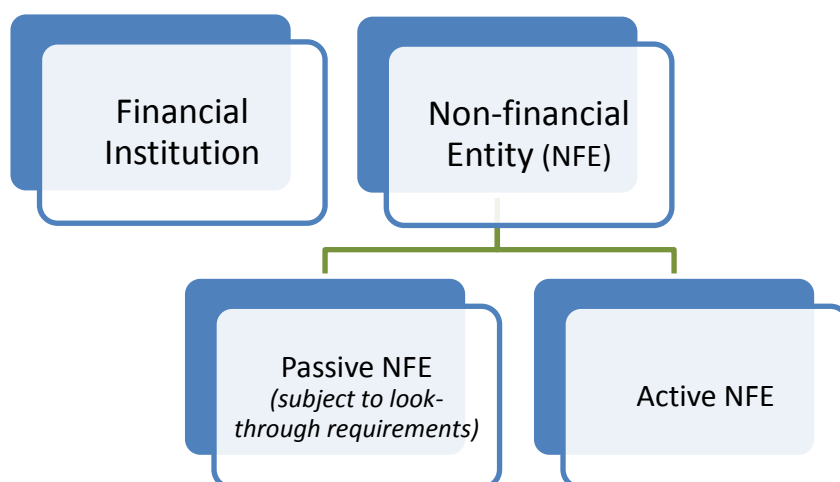 Financial
Institution
Non-financial
Entity (NFE)
Passive NFE
(subject to look-
through requirements)
Active NFE